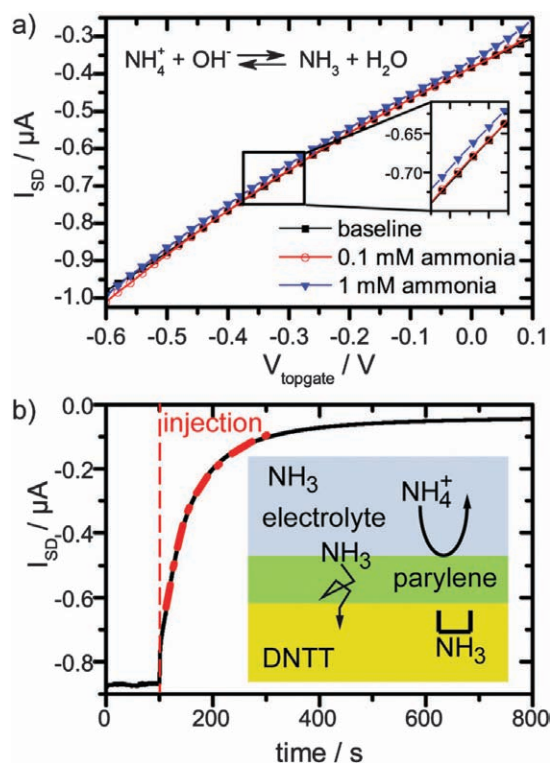 a)
NH₄⁺ + OH⁻ ⇌ NH₃ + H₂O
-0.3
-0.4
-0.5
-0.6
-0.7
-0.8
-0.9
-1.0
I_SD / µA
-0.65
-0.70
baseline
0.1 mM ammonia
1 mM ammonia
-0.6 -0.5 -0.4 -0.3 -0.2 -0.1 0.0 0.1
V_topgate / V
b)
0.0
-0.2
-0.4
-0.6
-0.8
I_SD / µA
injection
NH₃
electrolyte
NH₄⁺
NH₃
parylene
DNTT
NH₃
0 200 400 600 800
time / s